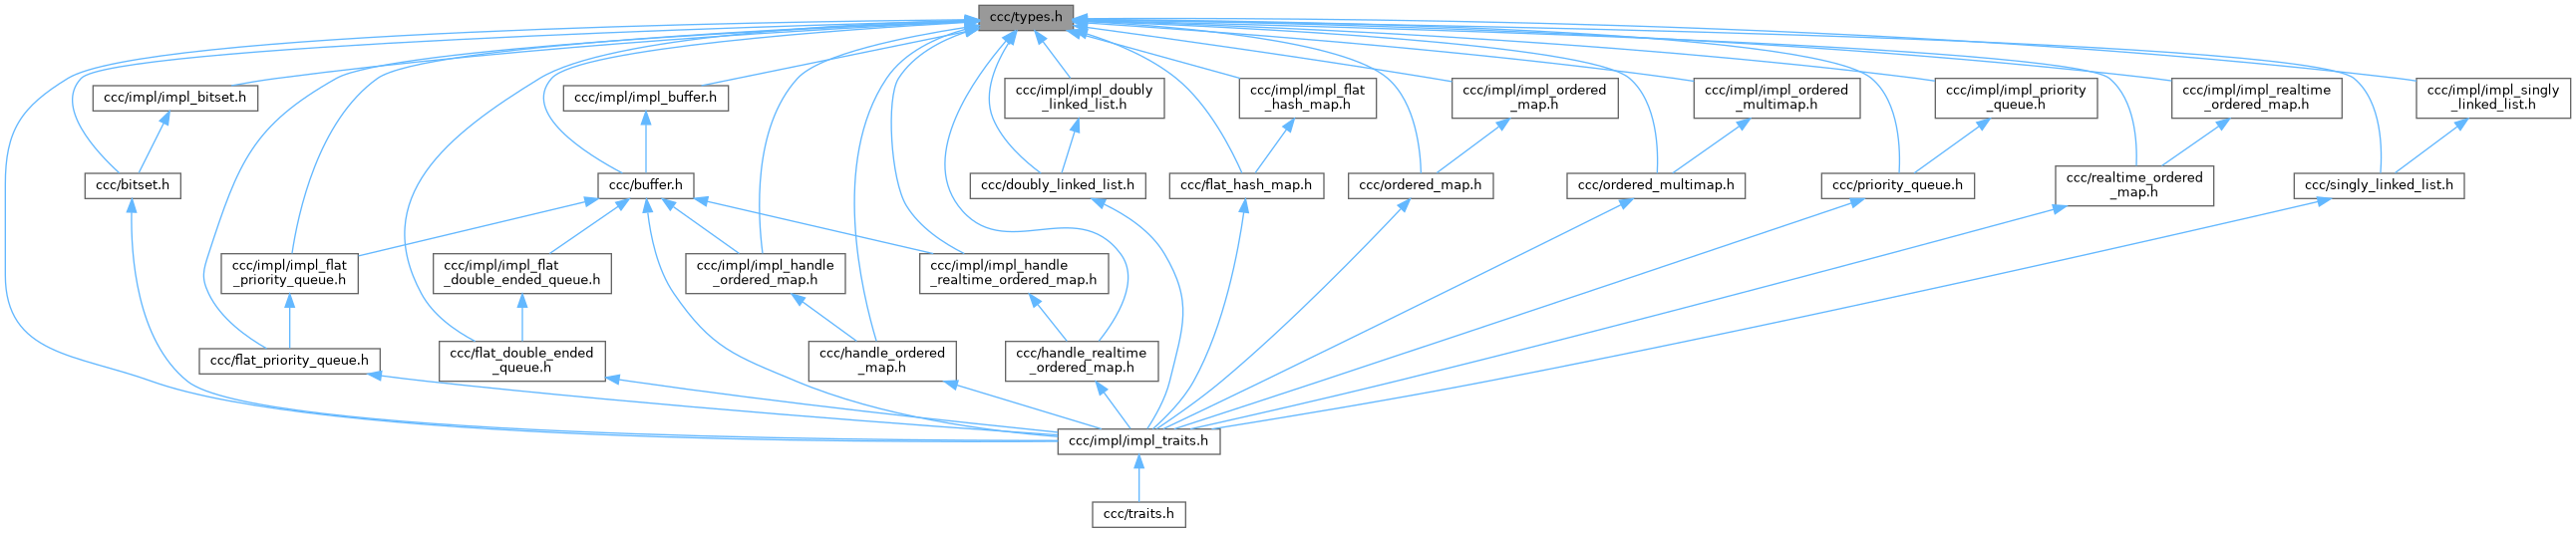 ccc/types.h
ccc/impl/impl_bitset.h
ccc/impl/impl_buffer.h
ccc/impl/impl_doubly
_linked_list.h
ccc/impl/impl_flat
_hash_map.h
ccc/impl/impl_ordered
_map.h
ccc/impl/impl_ordered
_multimap.h
ccc/impl/impl_priority
_queue.h
ccc/impl/impl_realtime
_ordered_map.h
ccc/impl/impl_singly
_linked_list.h
ccc/bitset.h
ccc/buffer.h
ccc/doubly_linked_list.h
ccc/flat_hash_map.h
ccc/ordered_map.h
ccc/ordered_multimap.h
ccc/priority_queue.h
ccc/realtime_ordered
_map.h
ccc/singly_linked_list.h
ccc/impl/impl_flat
_priority_queue.h
ccc/impl/impl_flat
_double_ended_queue.h
ccc/impl/impl_handle
_ordered_map.h
ccc/impl/impl_handle
_realtime_ordered_map.h
ccc/flat_priority_queue.h
ccc/flat_double_ended
_queue.h
ccc/handle_ordered
_map.h
ccc/handle_realtime
_ordered_map.h
ccc/impl/impl_traits.h
ccc/traits.h